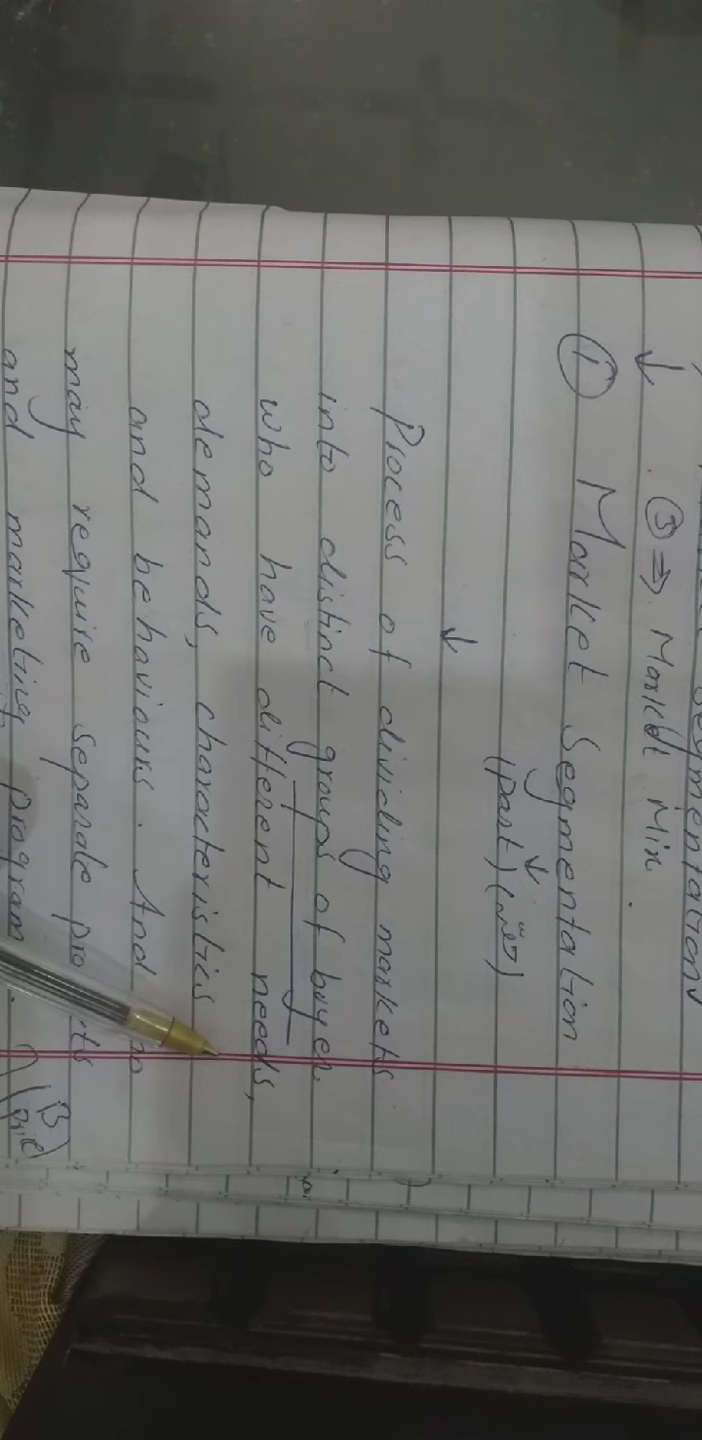 Segmentation
↓ ③ ⇒ Market Mix.
① Market Segmentation
↓
(part) (حصہ)
↓
Process of dividing markets
into distinct groups of buyer
who have different needs,
demands, characteristics
and behaviours. And
may require separate
and marketing program.